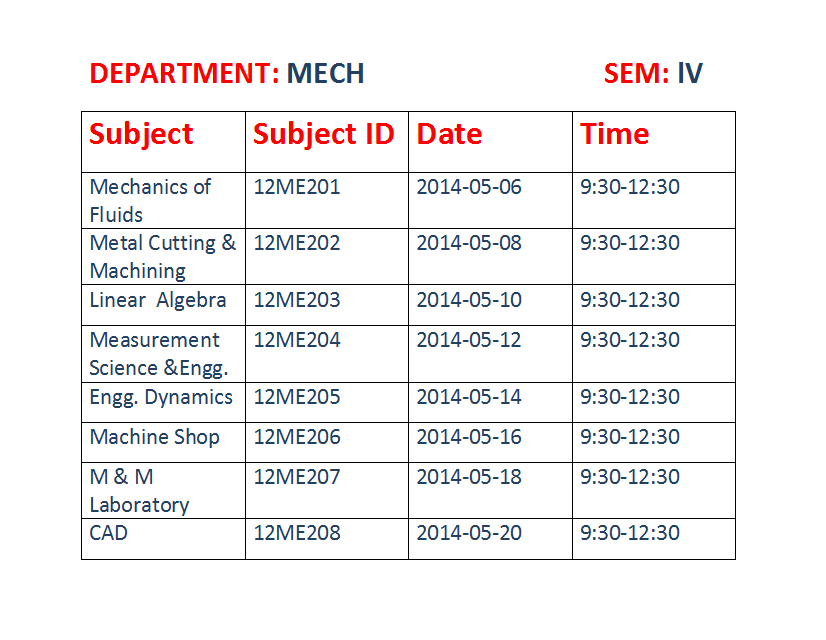 DEPARTMENT: MECH SEM: IV
Subject Subject ID Date Time
Mechanics of 12ME201 2014-05-06 9:30-12:30
Fluids
Metal Cutting & 12ME202 2014-05-08 9:30-12:30
Machining
Linear Algebra 12ME203 2014-05-10 9:30-12:30
Measurement 12ME204 2014-05-12 9:30-12:30
Science &Engg.
Engg. Dynamics 12ME205 2014-05-14 9:30-12:30
Machine Shop 12ME206 2014-05-16 9:30-12:30
M & M 12ME207 2014-05-18 9:30-12:30
Laboratory
CAD 12ME208 2014-05-20 9:30-12:30